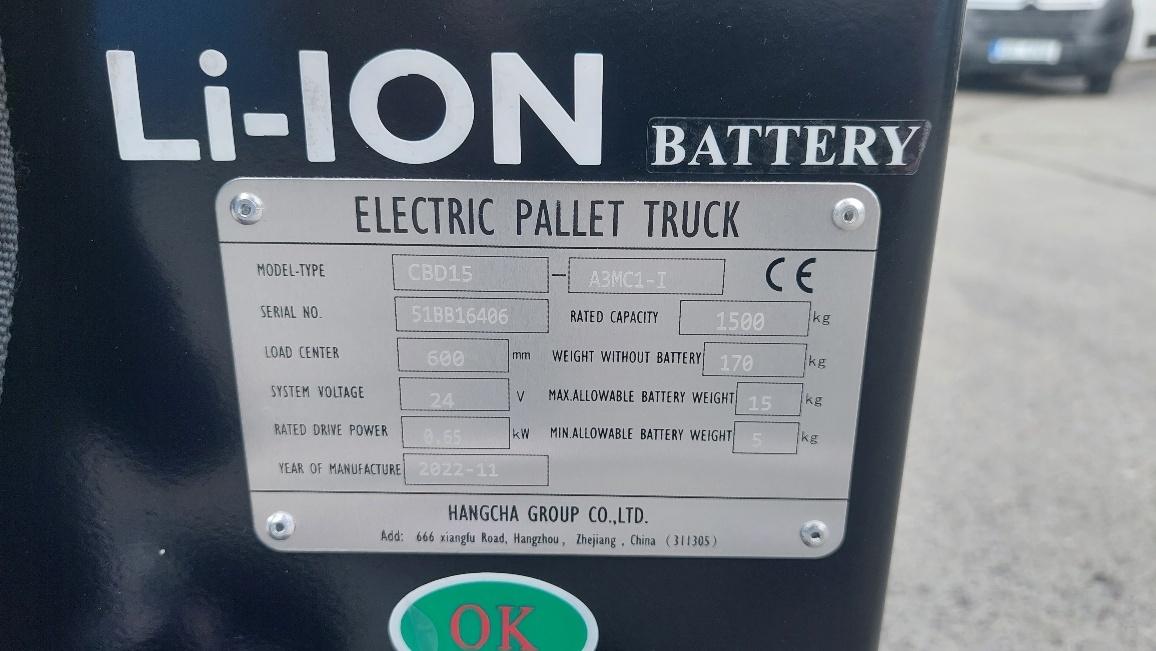 Li-ION BATTERY
ELECTRIC PALLET TRUCK
MODEL-TYPE CBD15 - A3MC1-I CE
SERIAL NO. 51BB16406 RATED CAPACITY 1500 kg
LOAD CENTER 600 mm WEIGHT WITHOUT BATTERY 170 kg
SYSTEM VOLTAGE 24 V MAX.ALLOWABLE BATTERY WEIGHT 15 kg
RATED DRIVE POWER 0.65 kW MIN.ALLOWABLE BATTERY WEIGHT 5 kg
YEAR OF MANUFACTURE 2022-11
HANGCHA GROUP CO.,LTD.
Add: 666 xiangfu Road, Hangzhou, Zhejiang, China (311305)
OK